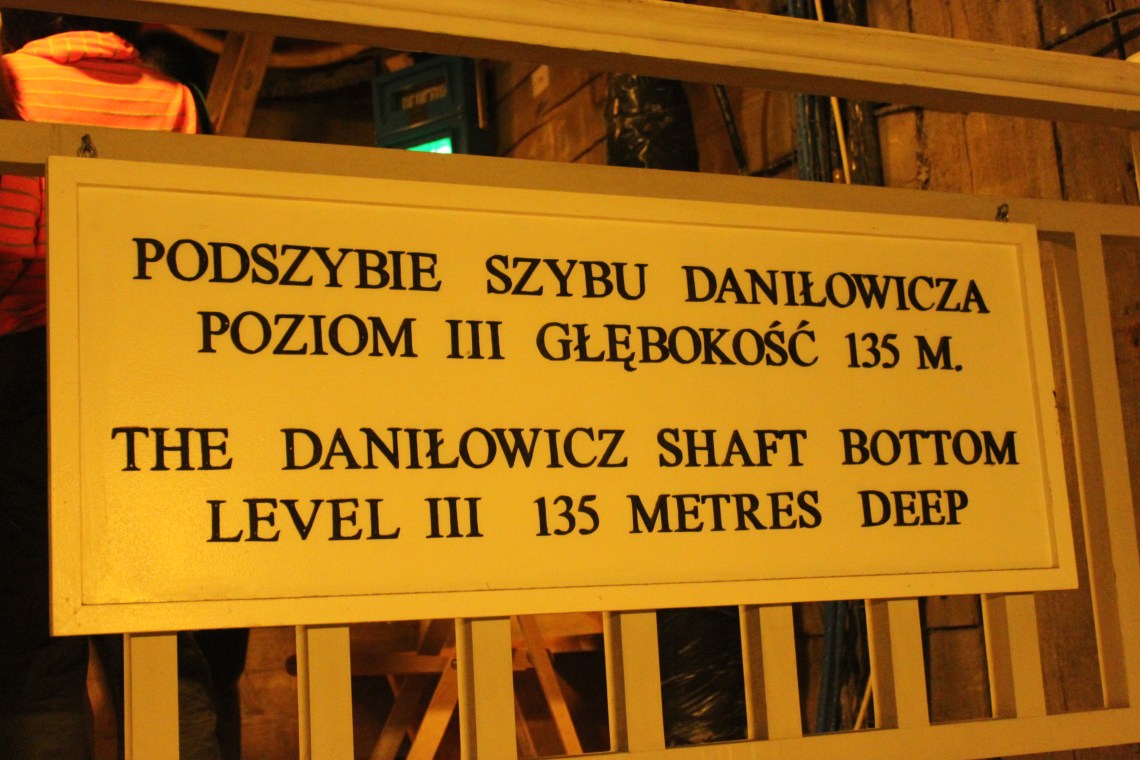 PODSZYBIE SZYBU DANIŁOWICZA
POZIOM III GŁĘBOKOŚĆ 135 M.
THE DANIŁOWICZ SHAFT BOTTOM
LEVEL III 135 METRES DEEP